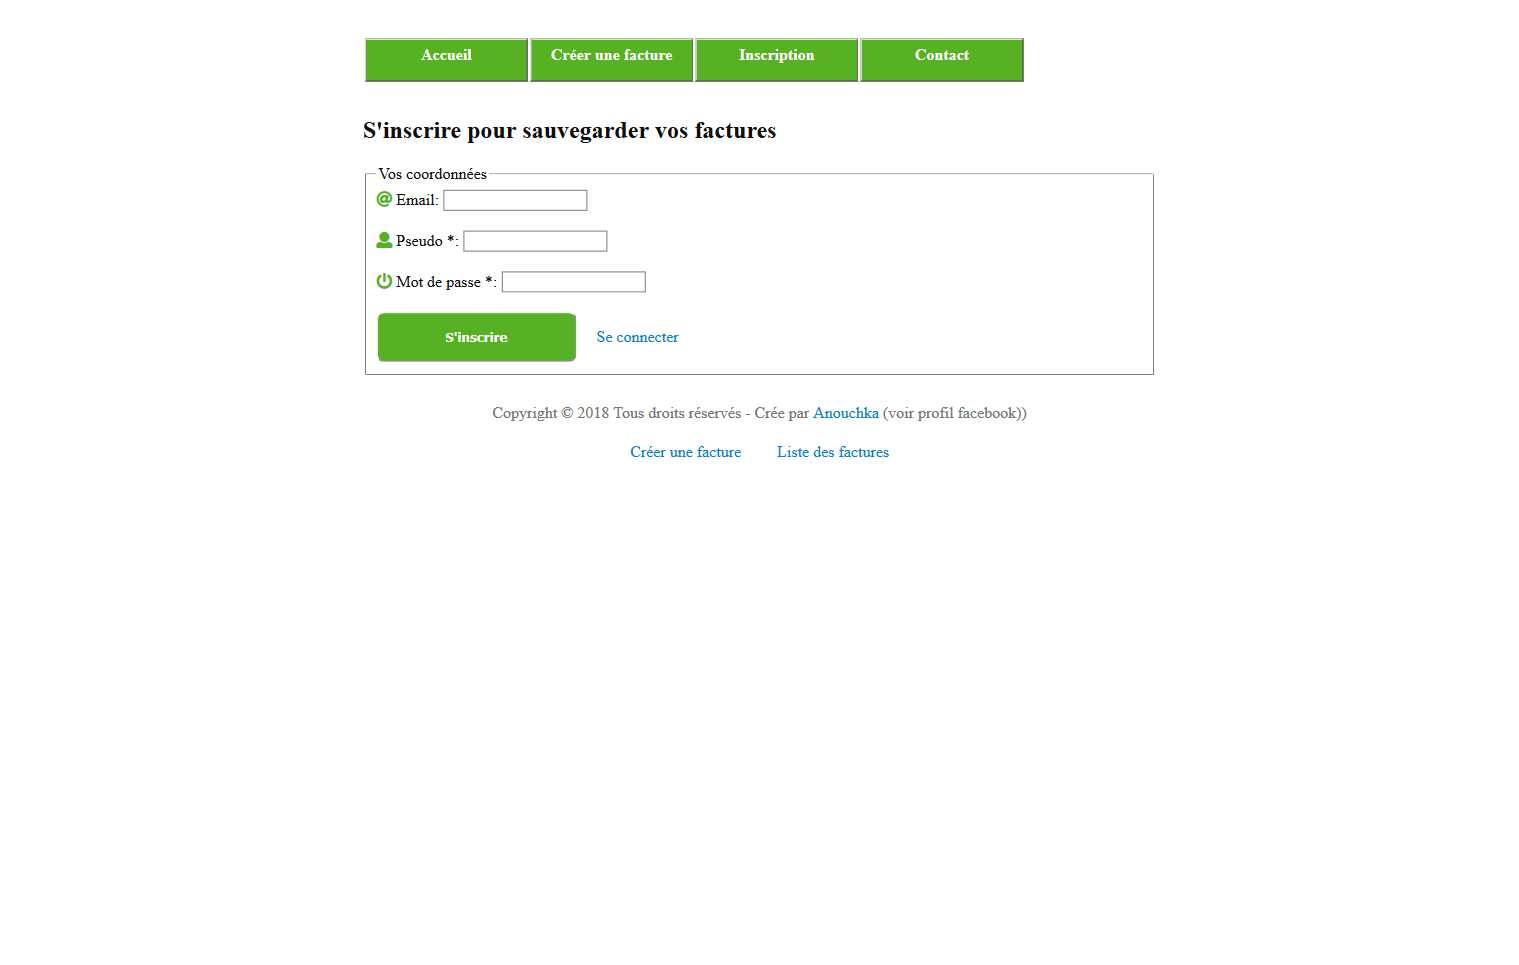 Accueil Créer une facture Inscription Contact
S'inscrire pour sauvegarder vos factures
Vos coordonnées
Email:
Pseudo *:
Mot de passe *:
S'inscrire Se connecter
Copyright © 2018 Tous droits réservés - Crée par Anouchka (voir profil facebook))
Créer une facture Liste des factures